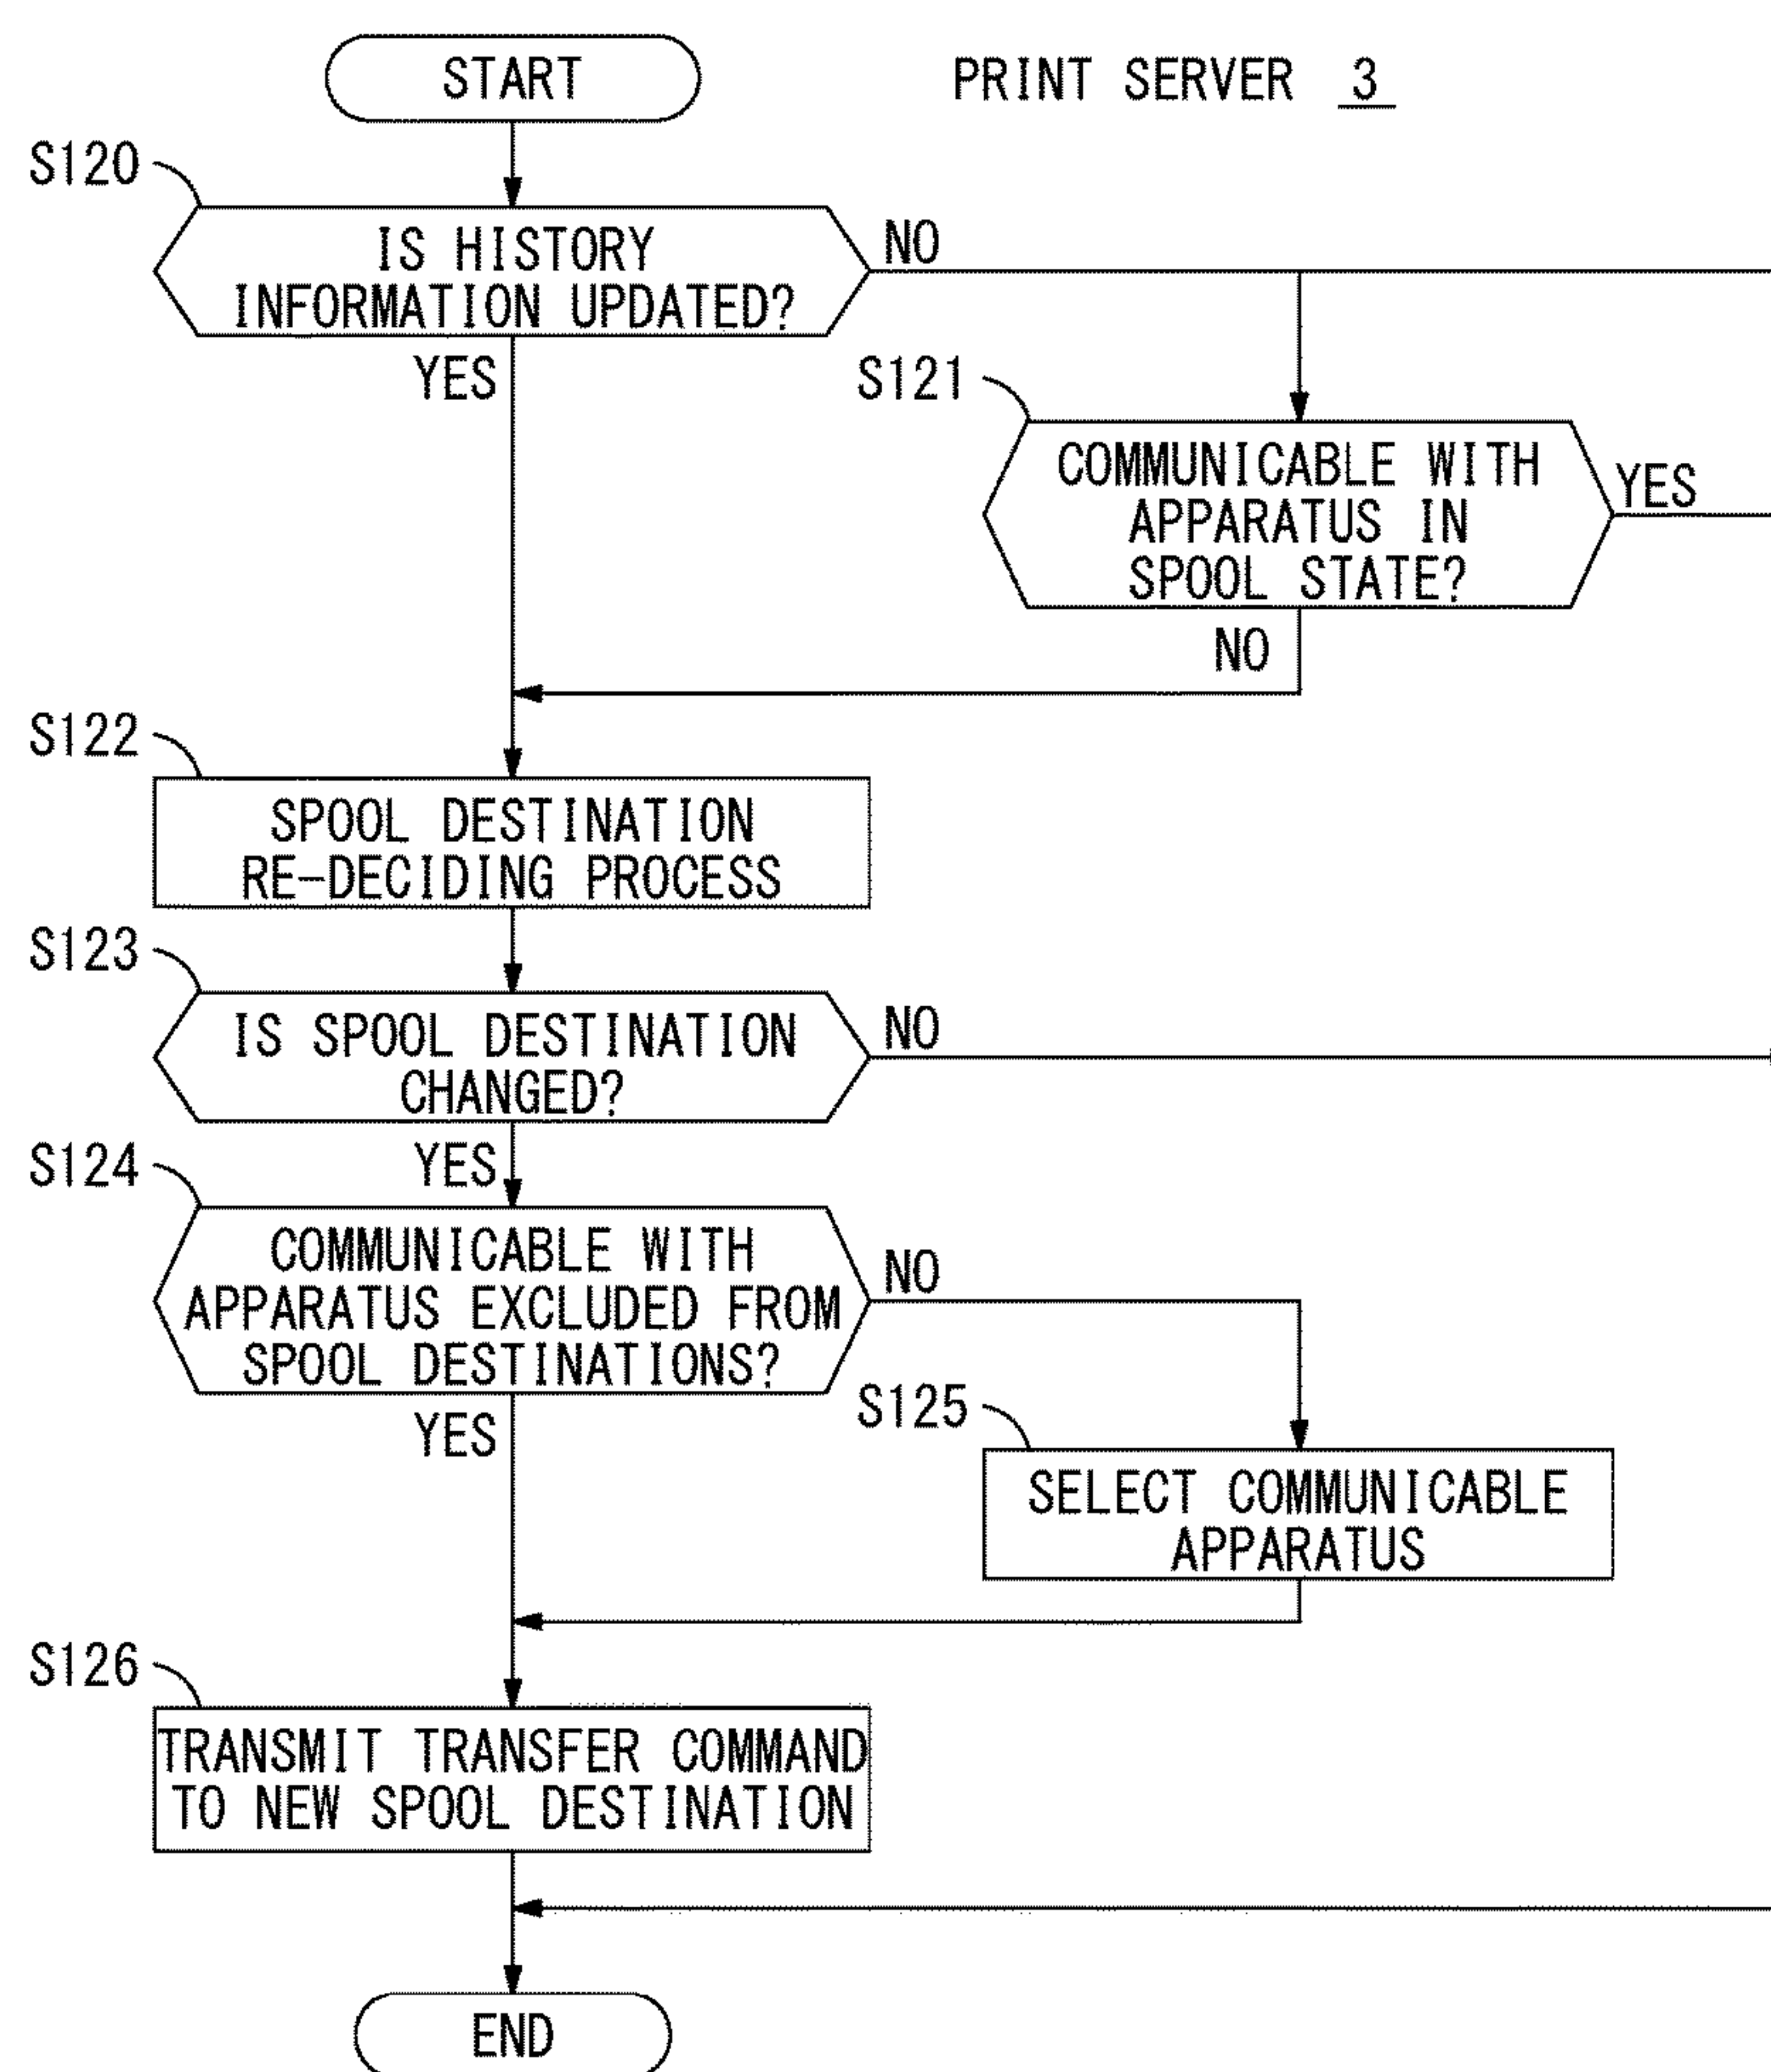 START
PRINT SERVER 3
S120
IS HISTORY
INFORMATION UPDATED?
NO
YES
S121
COMMUNICABLE WITH
APPARATUS IN
SPOOL STATE?
YES
NO
S122
SPOOL DESTINATION
RE-DECIDING PROCESS
S123
IS SPOOL DESTINATION
CHANGED?
NO
YES
S124
COMMUNICABLE WITH
APPARATUS EXCLUDED FROM
SPOOL DESTINATIONS?
NO
YES
S125
SELECT COMMUNICABLE
APPARATUS
S126
TRANSMIT TRANSFER COMMAND
TO NEW SPOOL DESTINATION
END